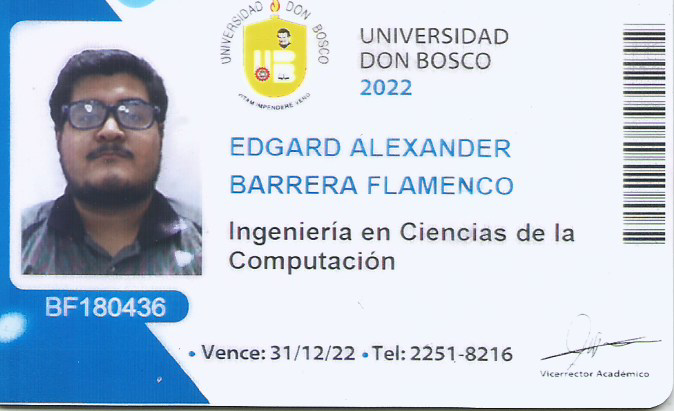 UNIVERSIDAD DON BOSCO
VITAM IMPENDERE VERO
UNIVERSIDAD
DON BOSCO
2022
EDGARD ALEXANDER
BARRERA FLAMENCO
Ingeniería en Ciencias de la
Computación
BF180436
• Vence: 31/12/22 • Tel: 2251-8216
Vicerrector Académico